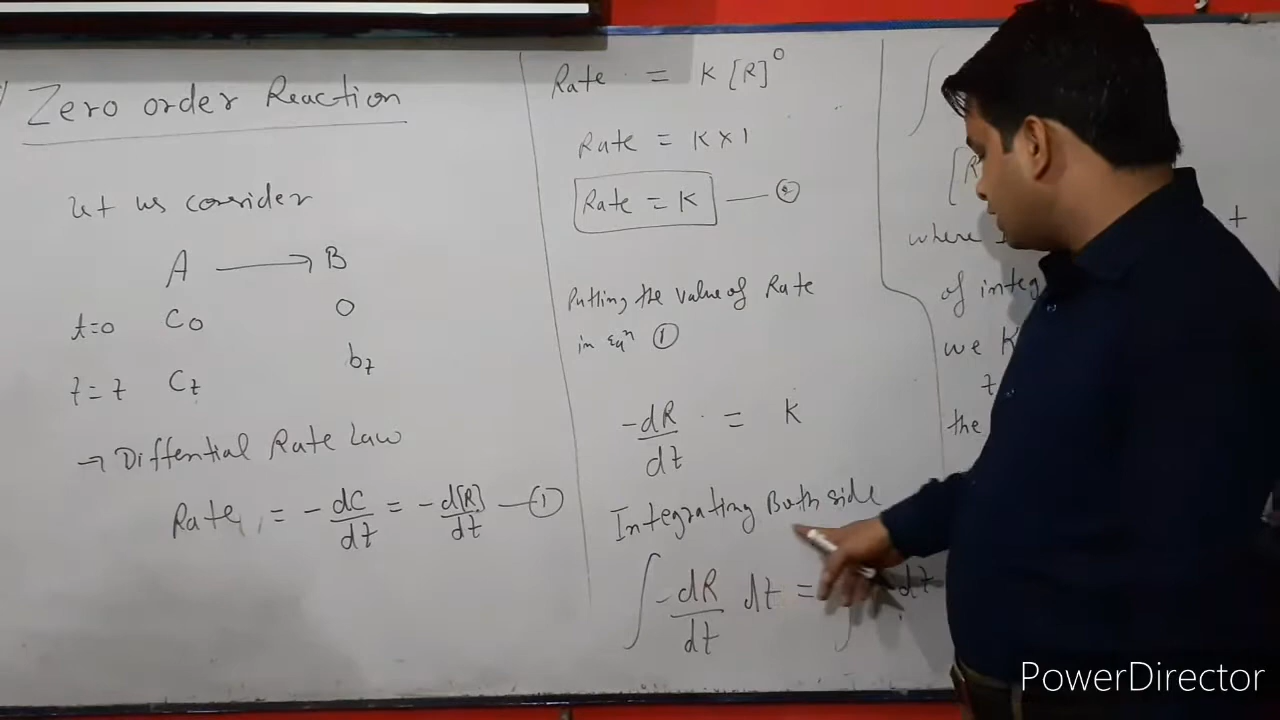 Zero order Reaction
Let us consider
A → B
t=0 C0 0
t=t Ct bt
→ Diffential Rate Law
Rate = -dC/dt = -d[R]/dt — ①
Rate = K [R]⁰
Rate = K×1
Rate = K — ②
Putting the value of Rate
in Eqⁿ ①
-dR/dt = K
Integrating Both side
∫ -dR/dt dt = ∫ dt
∫
[R
where I t
of integ
we K
t
the
PowerDirector